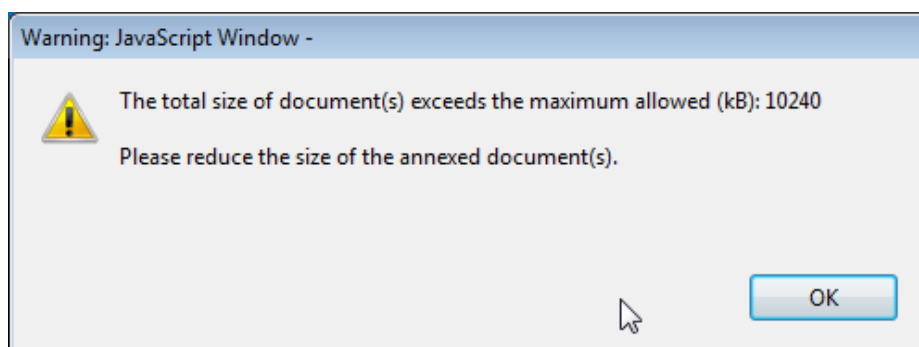 Warning: JavaScript Window -
The total size of document(s) exceeds the maximum allowed (kB): 10240
Please reduce the size of the annexed document(s).
OK